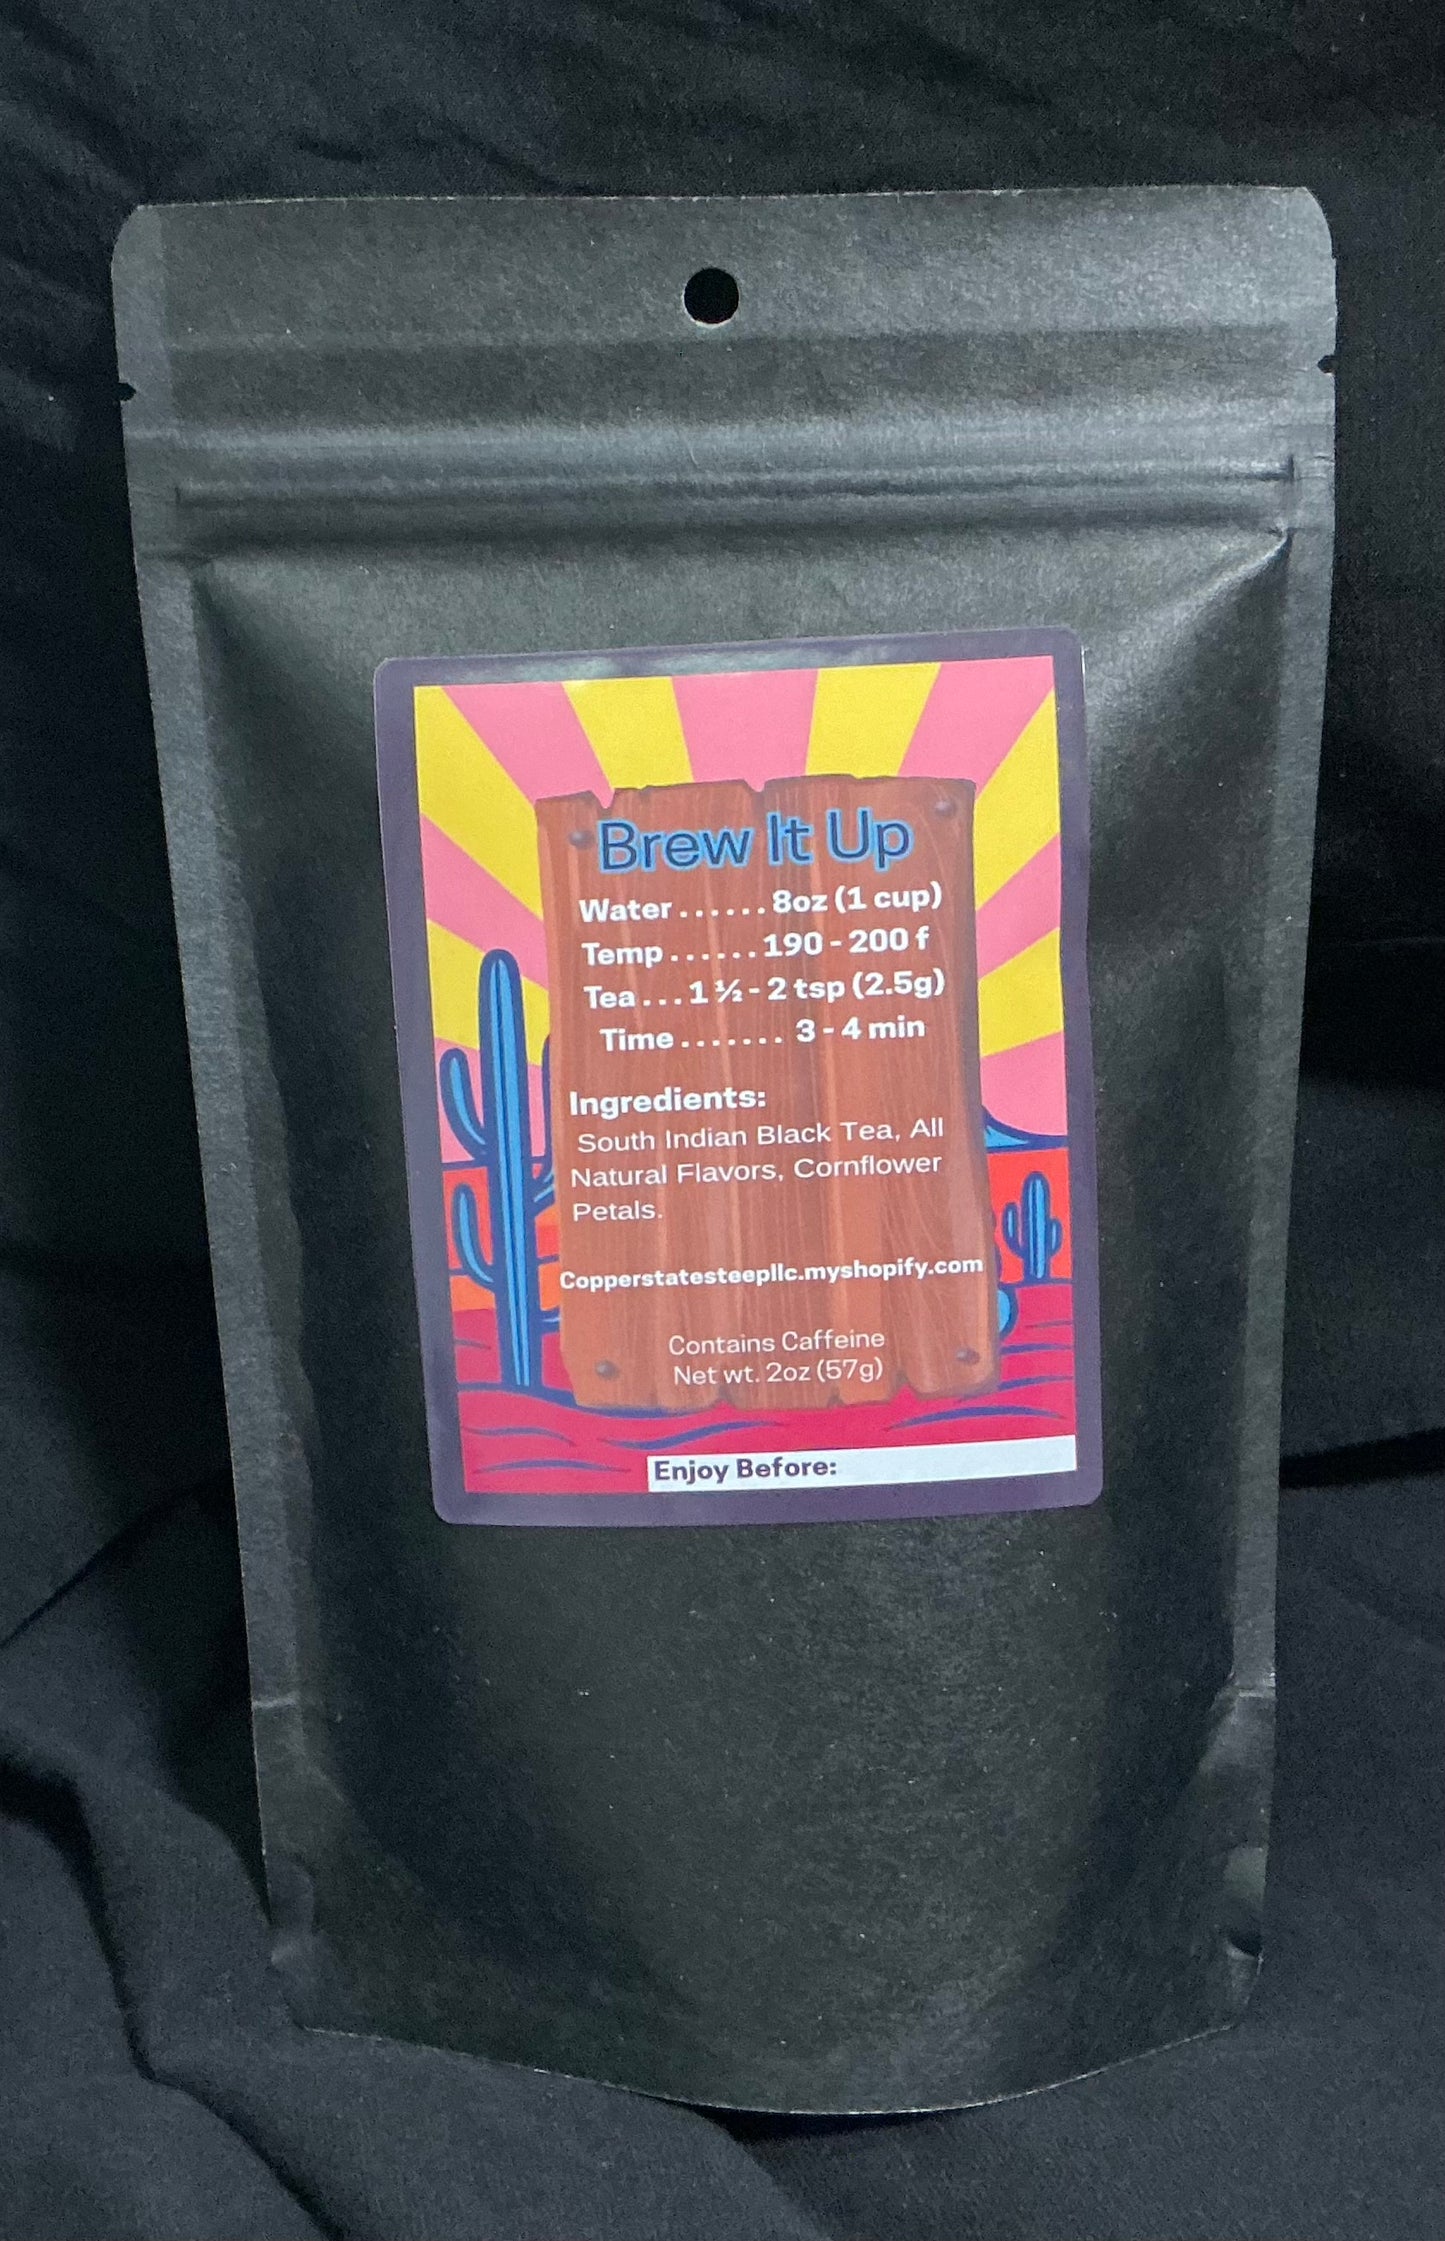 Brew It Up
Water......8oz (1 cup)
Temp......190 - 200 f
Tea...1 ½ - 2 tsp (2.5g)
Time....... 3 - 4 min
Ingredients:
South Indian Black Tea, All
Natural Flavors, Cornflower
Petals.
Copperstatesteepllc.myshopify.com
Contains Caffeine
Net wt. 2oz (57g)
Enjoy Before: